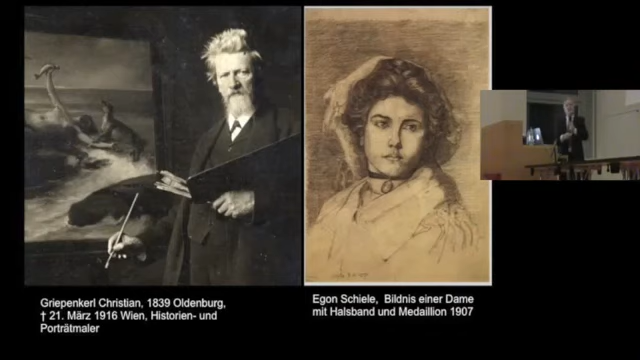 Griepenkerl Christian, 1839 Oldenburg,
† 21. März 1916 Wien, Historien- und
Porträtmaler
Egon Schiele, Bildnis einer Dame
mit Halsband und Medaillion 1907